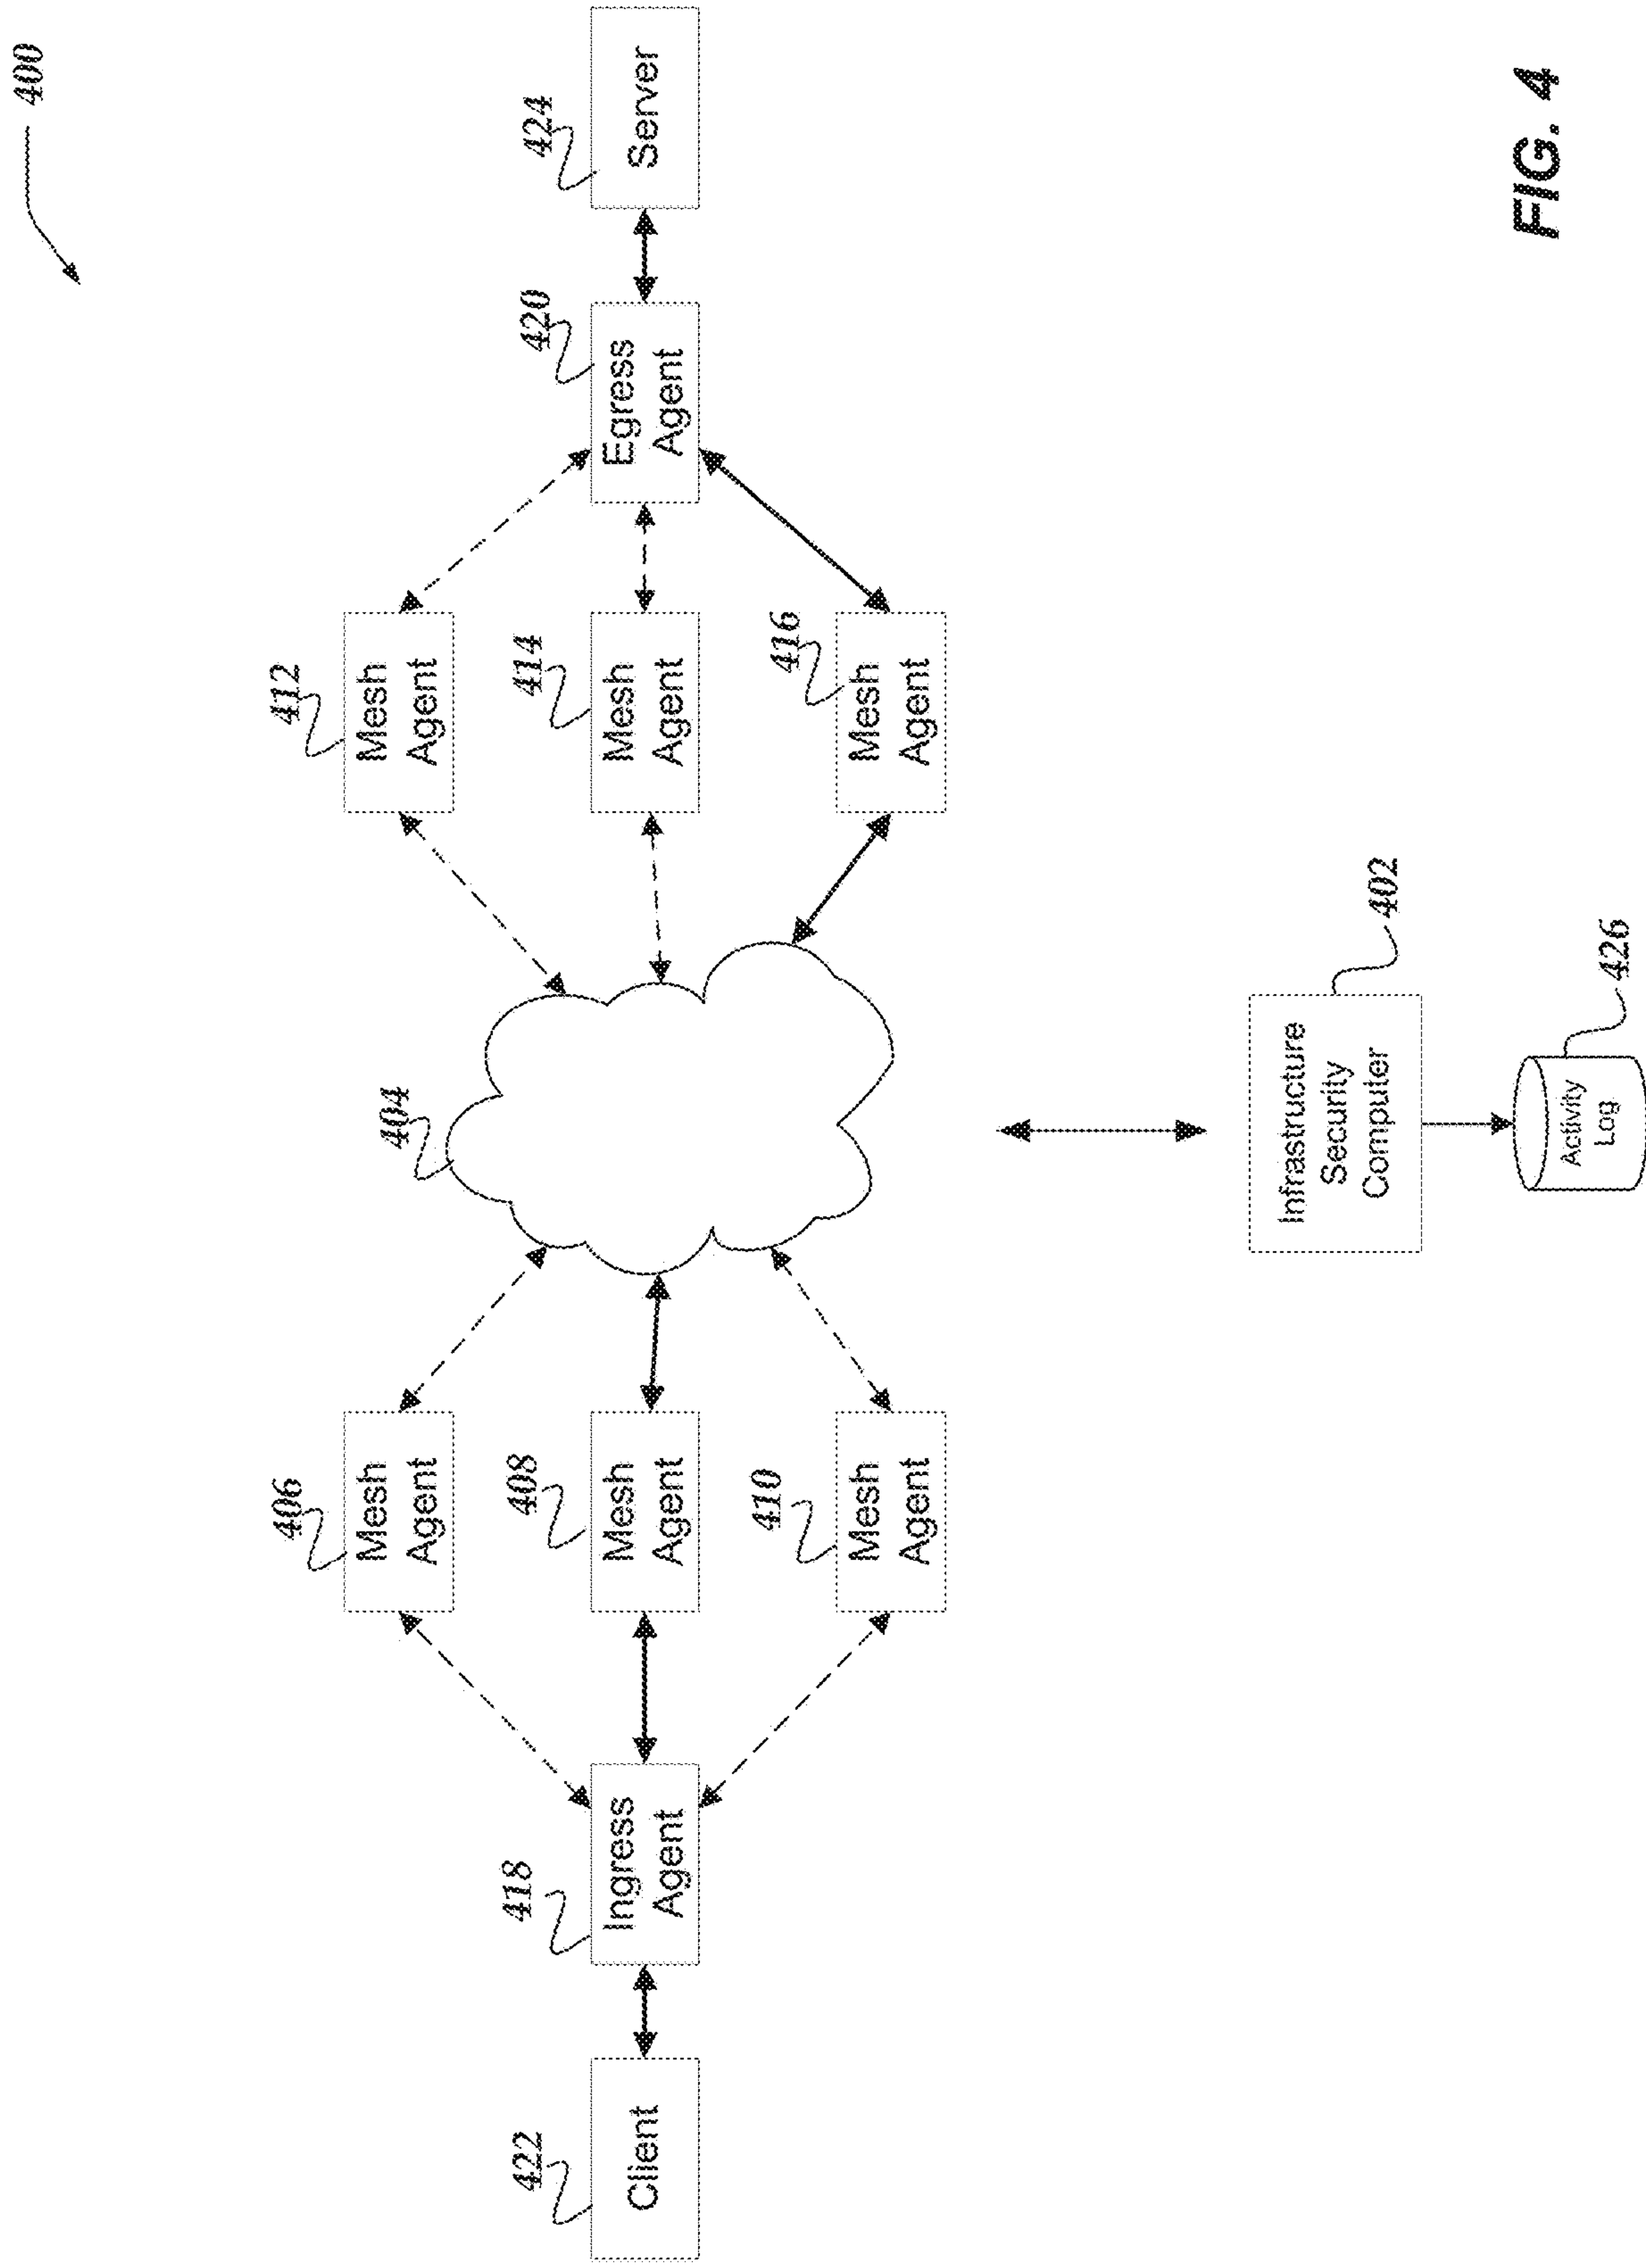 400
404
406
Mesh
Agent
412
Mesh
Agent
422
Client
418
Ingress
Agent
408
Mesh
Agent
414
Mesh
Agent
420
Egress
Agent
424
Server
410
Mesh
Agent
416
Mesh
Agent
Infrastructure
Security
Computer
402
Activity
Log
426
FIG. 4